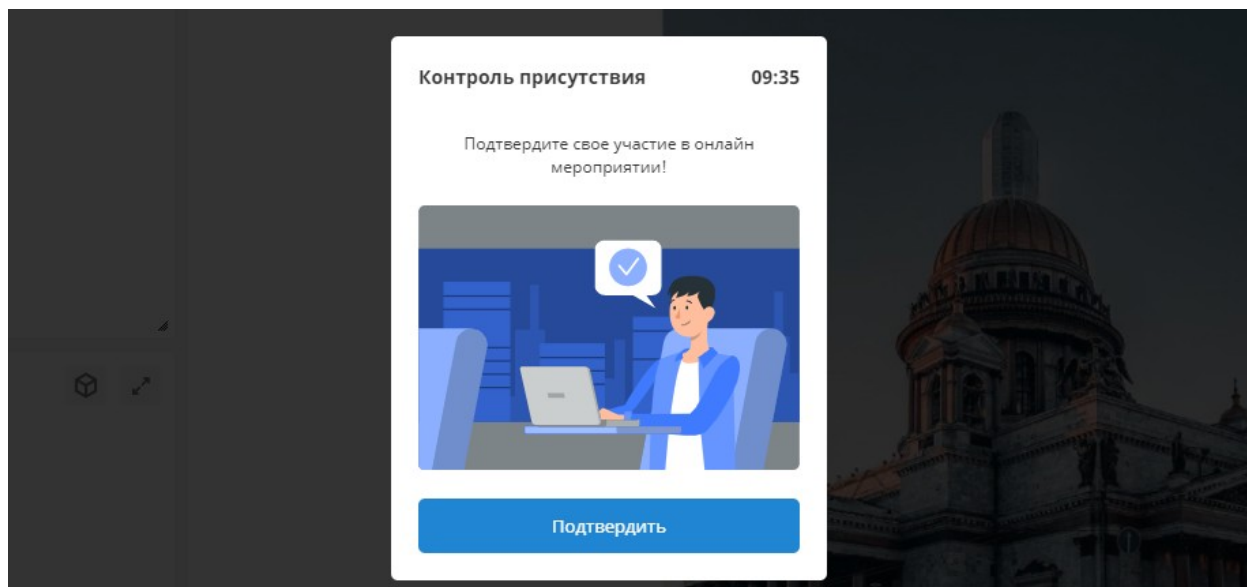 Контроль присутствия 09:35
Подтвердите свое участие в онлайн
мероприятии!
Подтвердить